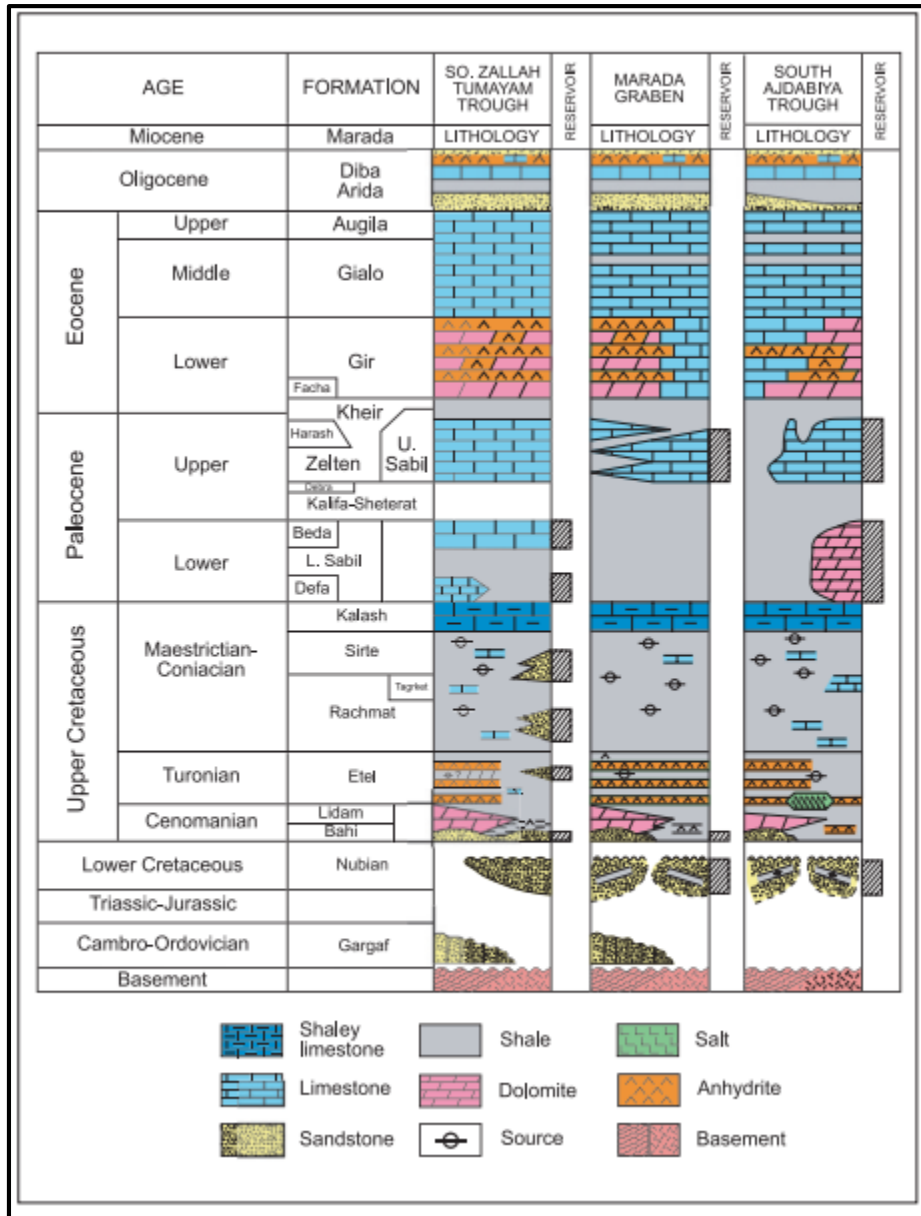 AGE
FORMATION
SO. ZALLAH
TUMAYAM
TROUGH
RESERVOIR
MARADA
GRABEN
RESERVOIR
SOUTH
AJDABIYA
TROUGH
RESERVOIR
Miocene
Marada
LITHOLOGY
LITHOLOGY
LITHOLOGY
Oligocene
Diba
Arida
Eocene
Upper
Augila
Middle
Gialo
Lower
Gir
Facha
Paleocene
Kheir
Upper
Harash
Zelten
U.
Sabil
Debra
Kalifa-Sheterat
Lower
Beda
L. Sabil
Defa
Upper Cretaceous
Maestrictian-
Coniacian
Kalash
Sirte
Tagrket
Rachmat
Turonian
Etel
Cenomanian
Lidam
Bahi
Lower Cretaceous
Nubian
Triassic-Jurassic
Cambro-Ordovician
Gargaf
Basement
Shaley
limestone
Shale
Salt
Limestone
Dolomite
Anhydrite
Sandstone
Source
Basement